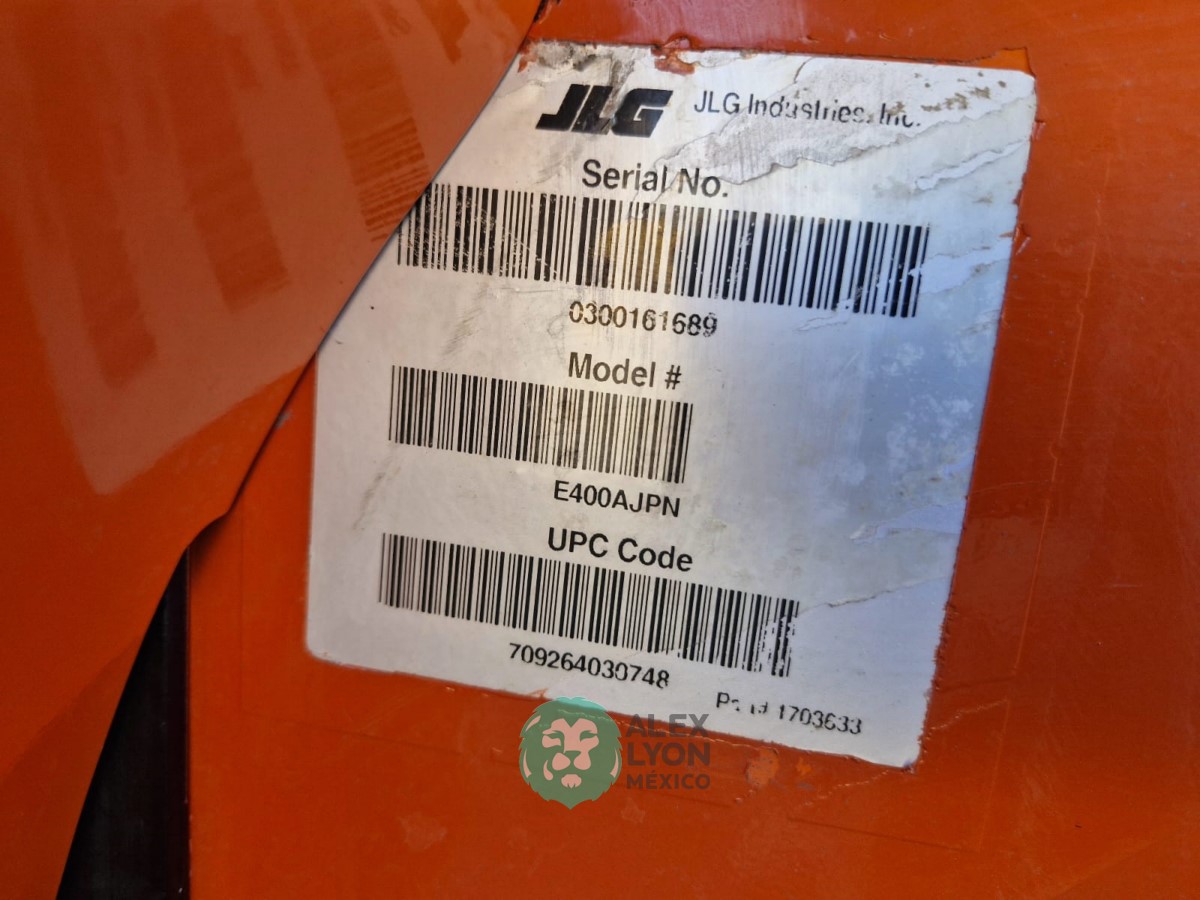 JLG JLG Industries, Inc.
Serial No.
0300161689
Model #
E400AJPN
UPC Code
709264030748
1703633
ALEX
LYON
MÉXICO